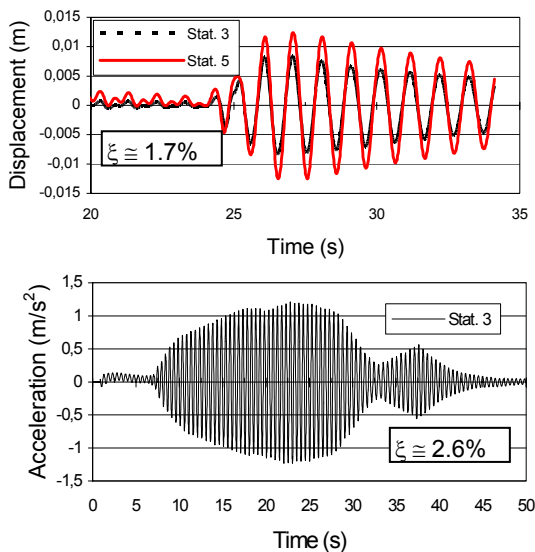 Displacement (m)
0,015
0,01
0,005
0
-0,005
-0,01
-0,015
Stat. 3
Stat. 5
ξ ≅ 1.7%
20 25 30 35
Time (s)
Acceleration (m/s²)
1,5
1
0,5
0
-0,5
-1
-1,5
Stat. 3
ξ ≅ 2.6%
0 5 10 15 20 25 30 35 40 45 50
Time (s)